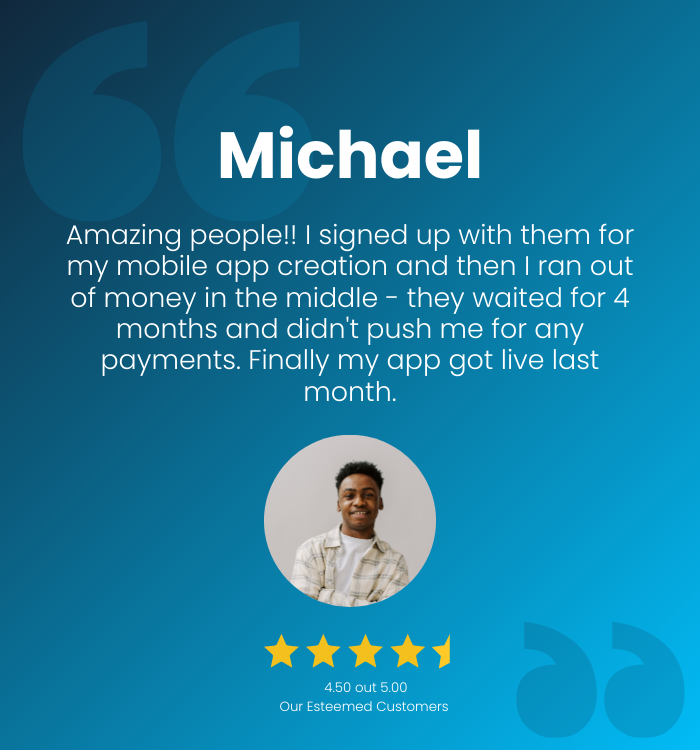 Michael
Amazing people!! I signed up with them for
my mobile app creation and then I ran out
of money in the middle - they waited for 4
months and didn't push me for any
payments. Finally my app got live last
month.
4.50 out 5.00
Our Esteemed Customers